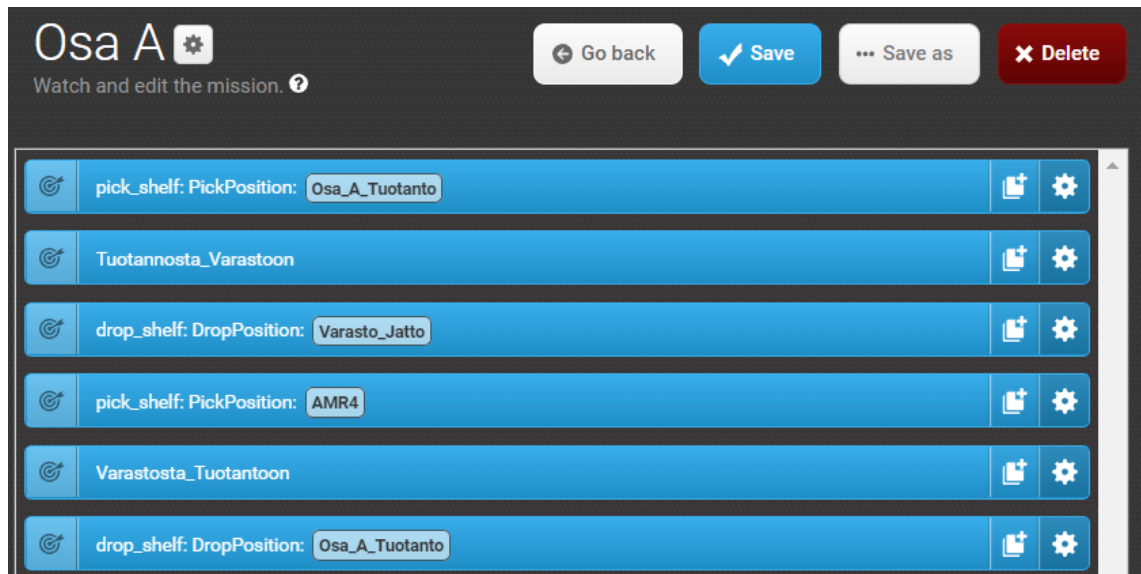 Osa A
Go back
Save
Save as
Delete
Watch and edit the mission.
pick_shelf: PickPosition: Osa_A_Tuotanto
Tuotannosta_Varastoon
drop_shelf: DropPosition: Varasto_Jatto
pick_shelf: PickPosition: AMR4
Varastosta_Tuotantoon
drop_shelf: DropPosition: Osa_A_Tuotanto